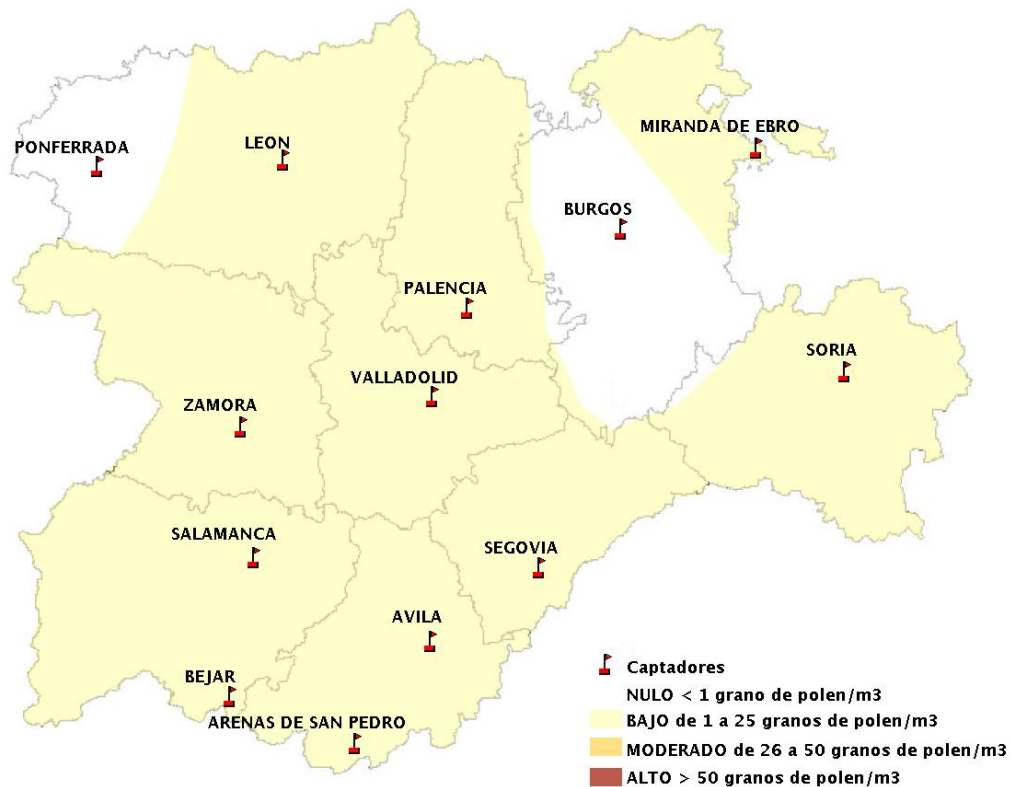 MIRANDA DE EBRO
PONFERRADA
LEON
BURGOS
PALENCIA
SORIA
VALLADOLID
ZAMORA
SALAMANCA
SEGOVIA
AVILA
BEJAR
ARENAS DE SAN PEDRO
Captadores
NULO < 1 grano de polen/m3
BAJO de 1 a 25 granos de polen/m3
MODERADO de 26 a 50 granos de polen/m3
ALTO > 50 granos de polen/m3